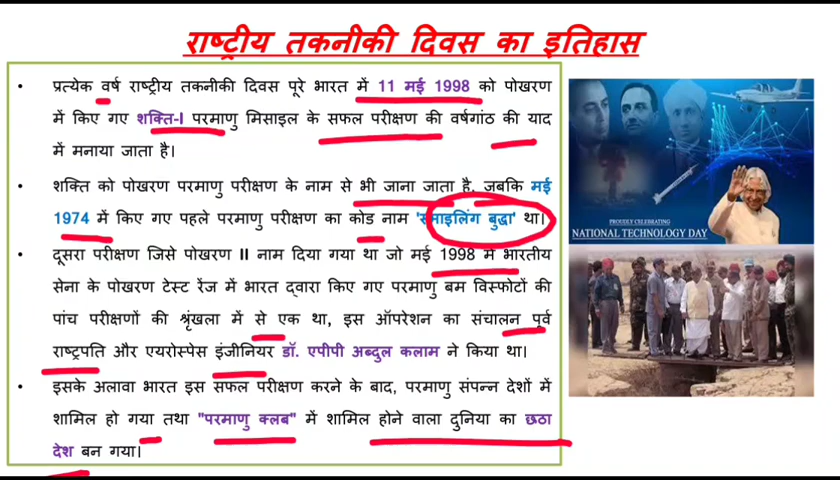 राष्ट्रीय तकनीकी दिवस का इतिहास
• प्रत्येक वर्ष राष्ट्रीय तकनीकी दिवस पूरे भारत में 11 मई 1998 को पोखरण
में किए गए शक्ति-I परमाणु मिसाइल के सफल परीक्षण की वर्षगांठ की याद
में मनाया जाता है।
• शक्ति को पोखरण परमाणु परीक्षण के नाम से भी जाना जाता है, जबकि मई
1974 में किए गए पहले परमाणु परीक्षण का कोड नाम 'स्माइलिंग बुद्धा' था।
• दूसरा परीक्षण जिसे पोखरण II नाम दिया गया था जो मई 1998 में भारतीय
सेना के पोखरण टेस्ट रेंज में भारत द्वारा किए गए परमाणु बम विस्फोटों की
पांच परीक्षणों की श्रृंखला में से एक था, इस ऑपरेशन का संचालन पूर्व
राष्ट्रपति और एयरोस्पेस इंजीनियर डॉ. एपीपी अब्दुल कलाम ने किया था।
• इसके अलावा भारत इस सफल परीक्षण करने के बाद, परमाणु संपन्न देशों में
शामिल हो गया तथा "परमाणु क्लब" में शामिल होने वाला दुनिया का छठा
देश बन गया।
PROUDLY CELEBRATING
NATIONAL TECHNOLOGY DAY